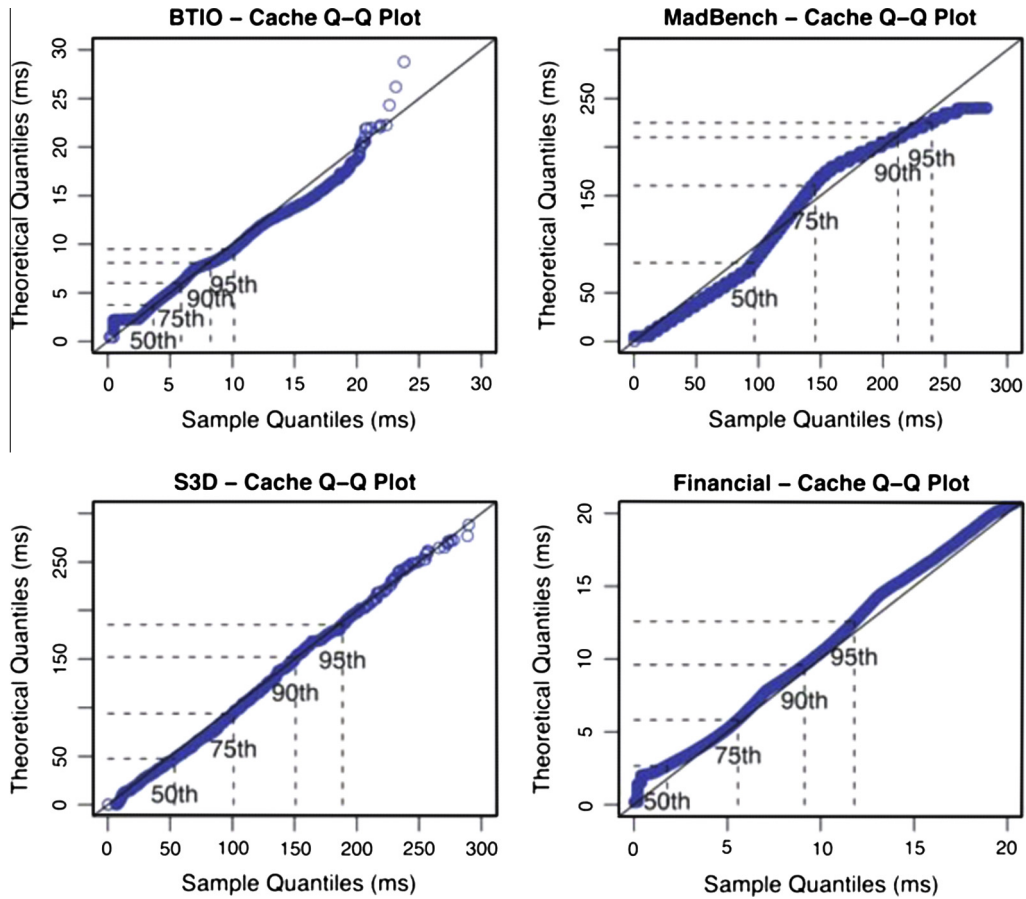 BTIO – Cache Q–Q Plot
Theoretical Quantiles (ms)
30
25
20
15
10
5
0
95th
90th
75th
50th
0 5 10 15 20 25 30
Sample Quantiles (ms)
MadBench – Cache Q–Q Plot
Theoretical Quantiles (ms)
250
150
50
0
95th
90th
75th
50th
0 50 100 150 200 250 300
Sample Quantiles (ms)
S3D – Cache Q–Q Plot
Theoretical Quantiles (ms)
250
150
50
0
95th
90th
75th
50th
0 50 100 150 200 250 300
Sample Quantiles (ms)
Financial – Cache Q–Q Plot
Theoretical Quantiles (ms)
20
15
10
5
0
95th
90th
75th
50th
0 5 10 15 20
Sample Quantiles (ms)